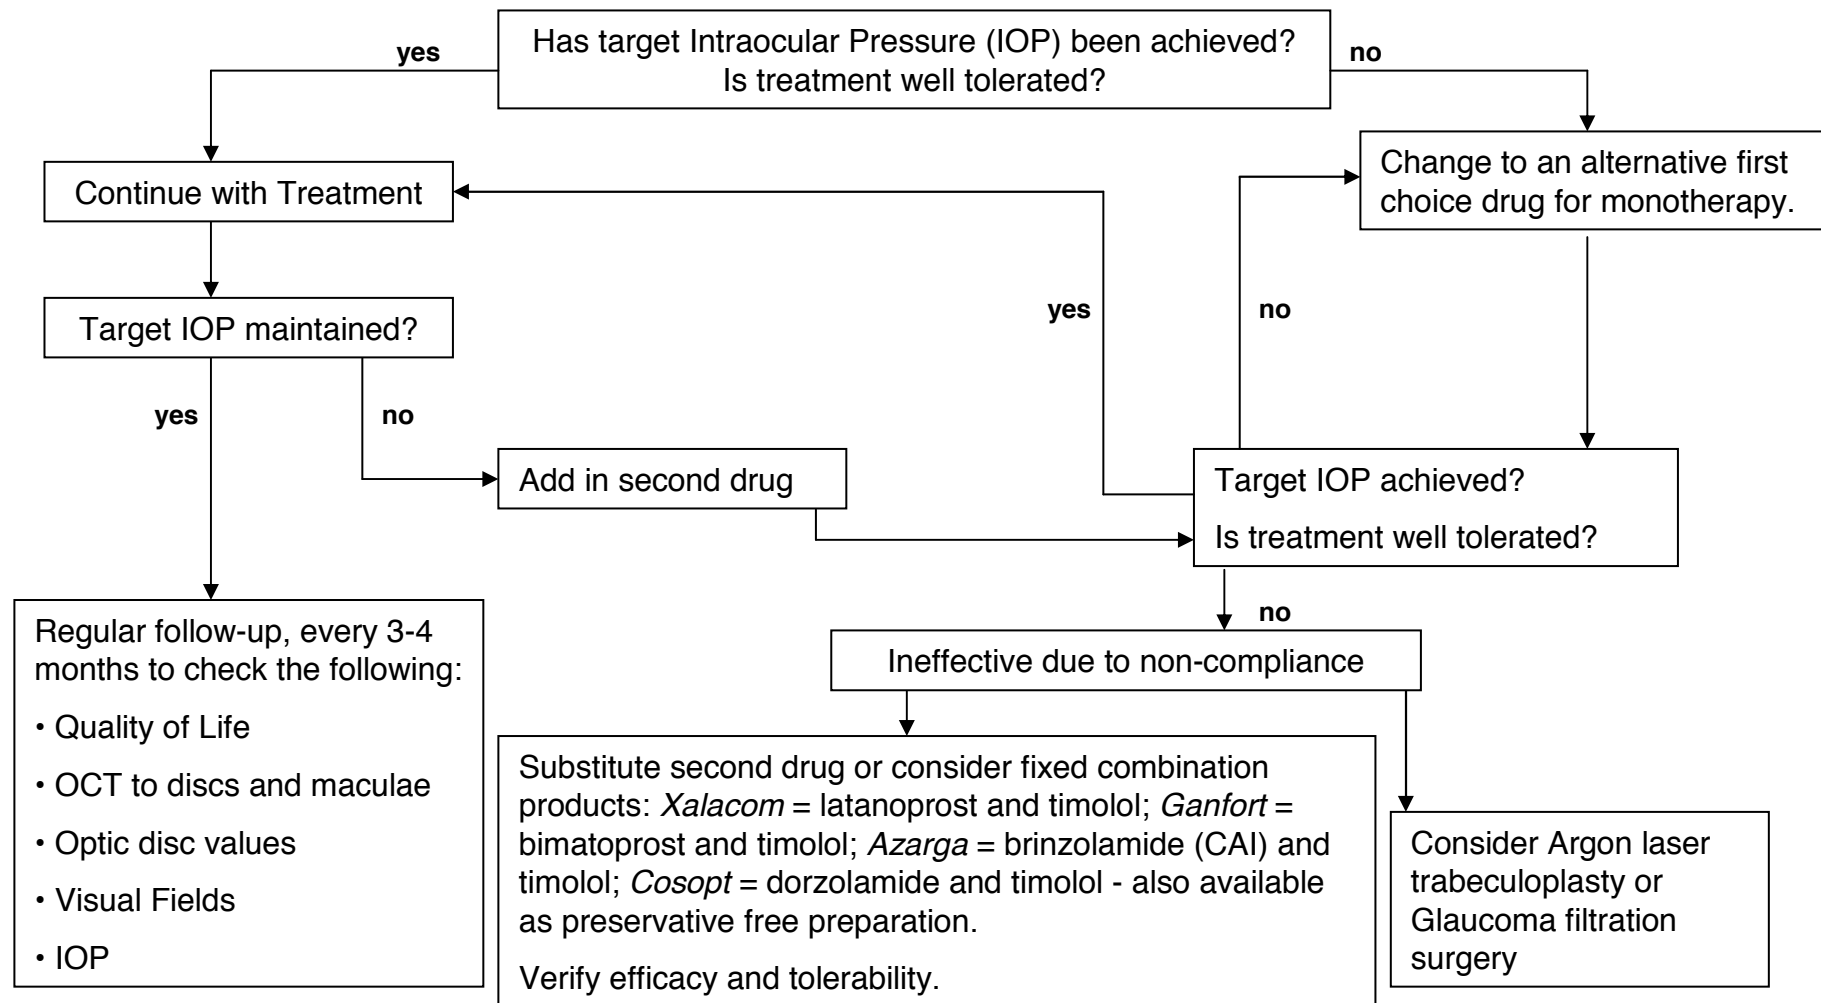 Has target Intraocular Pressure (IOP) been achieved?
Is treatment well tolerated?
yes
no
Change to an alternative first
choice drug for monotherapy.
Continue with Treatment
yes
no
Target IOP maintained?
yes
no
Add in second drug
Target IOP achieved?
Is treatment well tolerated?
no
Ineffective due to non-compliance
Regular follow-up, every 3-4
months to check the following:
• Quality of Life
• OCT to discs and maculae
• Optic disc values
• Visual Fields
• IOP
Substitute second drug or consider fixed combination
products: Xalacom = latanoprost and timolol; Ganfort =
bimatoprost and timolol; Azarga = brinzolamide (CAI) and
timolol; Cosopt = dorzolamide and timolol - also available
as preservative free preparation.
Verify efficacy and tolerability.
Consider Argon laser
trabeculoplasty or
Glaucoma filtration
surgery